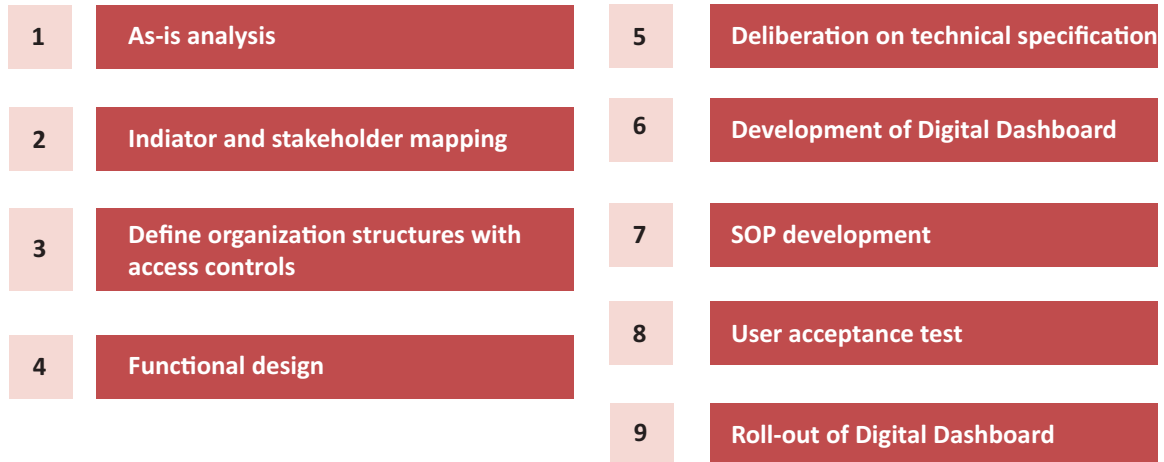 1
As-is analysis
2
Indiator and stakeholder mapping
3
Define organization structures with
access controls
4
Functional design
5
Deliberation on technical specification
6
Development of Digital Dashboard
7
SOP development
8
User acceptance test
9
Roll-out of Digital Dashboard